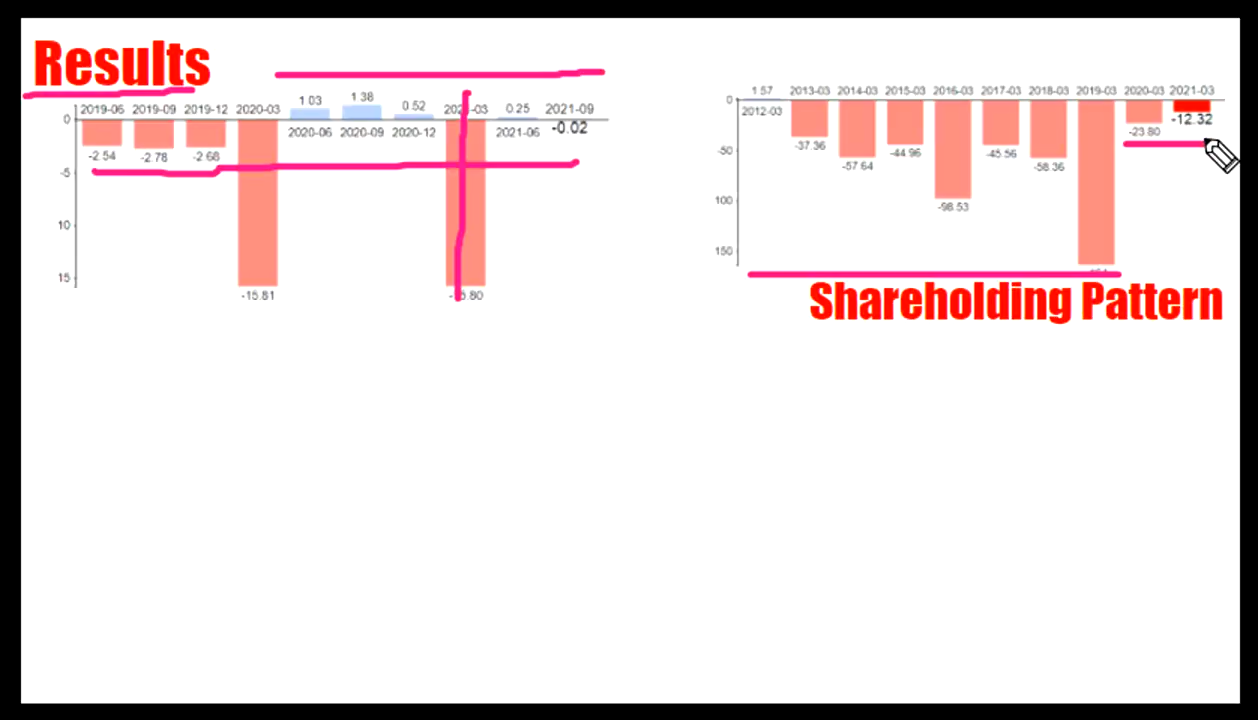 Results
2019-06 2019-09 2019-12 2020-03 1.03 1.38 0.52 0.25 2021-09
0 2020-06 2020-09 2020-12 2021-06 -0.02
-2.54 -2.78 -2.68
-5
10
15
-15.81
0 1.57 2013-03 2014-03 2015-03 2016-03 2017-03 2018-03 2019-03 2020-03 2021-03
2012-03 -12.32
-23.80
-37.36 -57.64 -44.96 -98.53 -45.56 -58.36
-50
100
150
Shareholding Pattern